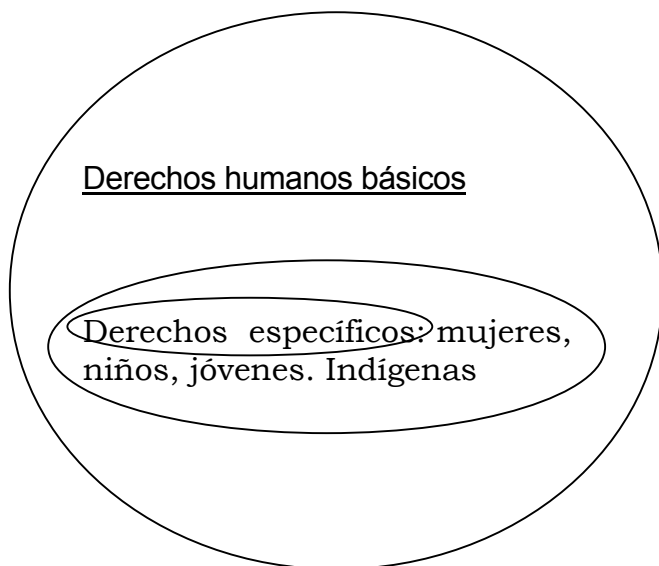 Derechos humanos básicos
Derechos específicos: mujeres,
niños, jóvenes. Indígenas